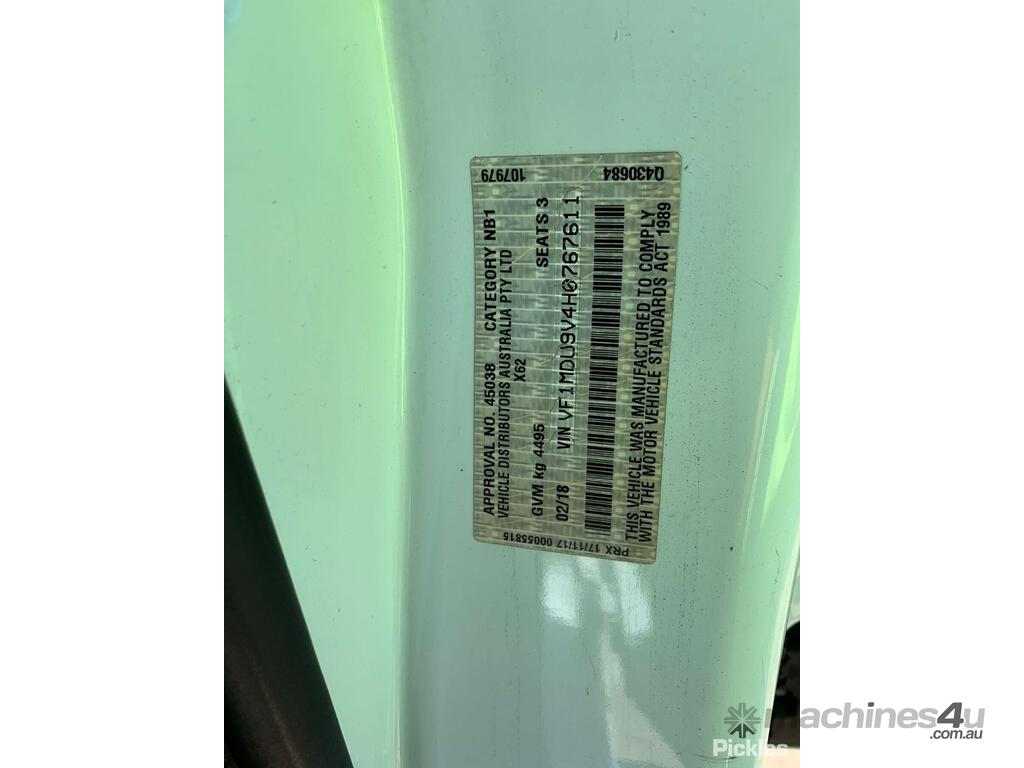 107979
Q430684
APPROVAL NO. 45038 CATEGORY NB1
VEHICLE DISTRIBUTORS AUSTRALIA PTY LTD
X62
GVM kg 4495 SEATS 3
02/18 VIN VF1MDU9V4H0767611
THIS VEHICLE WAS MANUFACTURED TO COMPLY
WITH THE MOTOR VEHICLE STANDARDS ACT 1989
PRX 17/11/17 00055815
machines4u
.com.au
Pickles